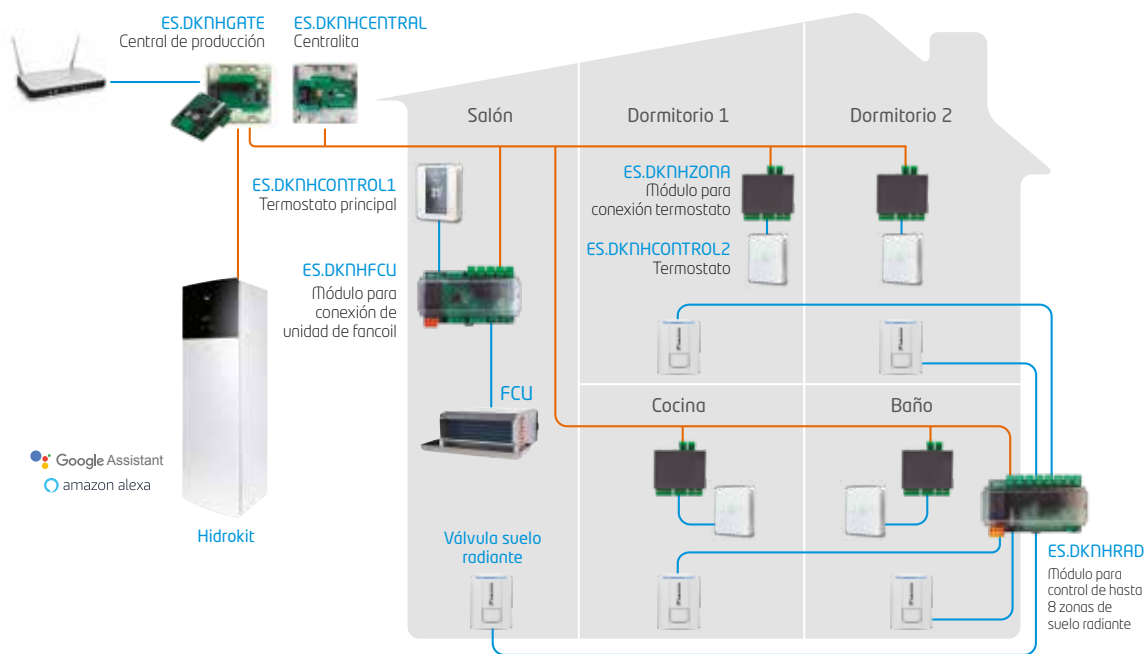 ES.DKNHGATE
Central de producción
ES.DKNHCENTRAL
Centralita
Salón
Dormitorio 1
Dormitorio 2
ES.DKNHCONTROL1
Termostato principal
ES.DKNHZONA
Módulo para
conexión termostato
ES.DKNHCONTROL2
Termostato
ES.DKNHFCU
Módulo para
conexión de
unidad de fancoil
FCU
Cocina
Baño
Google Assistant
amazon alexa
Hidrokit
Válvula suelo
radiante
ES.DKNHRAD
Módulo para
control de hasta
8 zonas de
suelo radiante